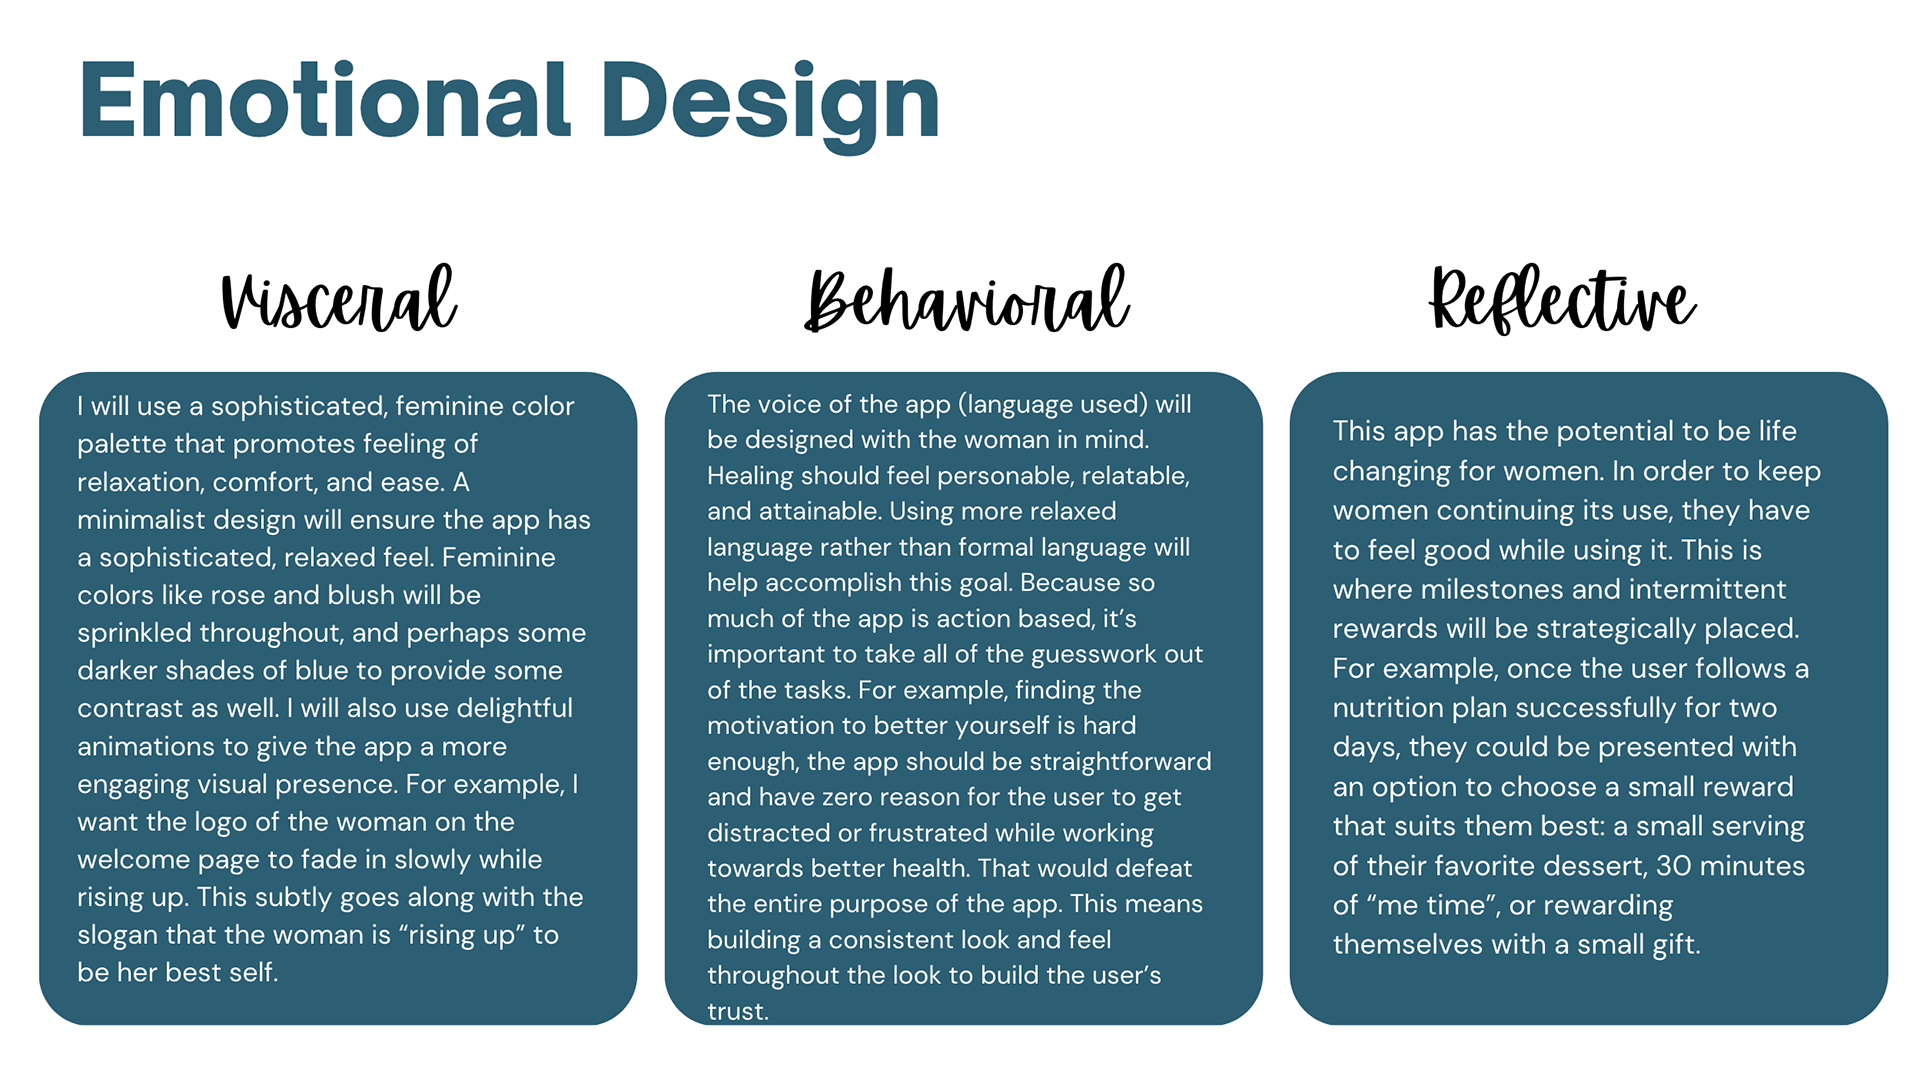 Emotional Design
Visceral
I will use a sophisticated, feminine color
palette that promotes feeling of
relaxation, comfort, and ease. A
minimalist design will ensure the app has
a sophisticated, relaxed feel. Feminine
colors like rose and blush will be
sprinkled throughout, and perhaps some
darker shades of blue to provide some
contrast as well. I will also use delightful
animations to give the app a more
engaging visual presence. For example, I
want the logo of the woman on the
welcome page to fade in slowly while
rising up. This subtly goes along with the
slogan that the woman is “rising up” to
be her best self.
Behavioral
The voice of the app (language used) will
be designed with the woman in mind.
Healing should feel personable, relatable,
and attainable. Using more relaxed
language rather than formal language will
help accomplish this goal. Because so
much of the app is action based, it’s
important to take all of the guesswork out
of the tasks. For example, finding the
motivation to better yourself is hard
enough, the app should be straightforward
and have zero reason for the user to get
distracted or frustrated while working
towards better health. That would defeat
the entire purpose of the app. This means
building a consistent look and feel
throughout the look to build the user’s
trust.
Reflective
This app has the potential to be life
changing for women. In order to keep
women continuing its use, they have
to feel good while using it. This is
where milestones and intermittent
rewards will be strategically placed.
For example, once the user follows a
nutrition plan successfully for two
days, they could be presented with
an option to choose a small reward
that suits them best: a small serving
of their favorite dessert, 30 minutes
of “me time”, or rewarding
themselves with a small gift.